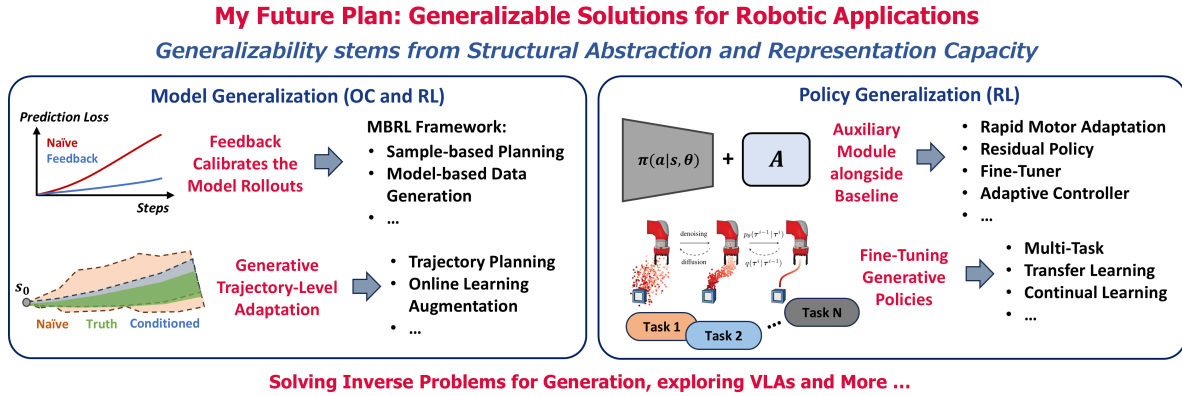 My Future Plan: Generalizable Solutions for Robotic Applications
Generalizability stems from Structural Abstraction and Representation Capacity
Model Generalization (OC and RL)
Prediction Loss
Naïve
Feedback
Steps
Feedback
Calibrates the
Model Rollouts
MBRL Framework:
• Sample-based Planning
• Model-based Data
Generation
• ...
s₀
Naïve Truth Conditioned
Generative
Trajectory-Level
Adaptation
• Trajectory Planning
• Online Learning
Augmentation
• ...
Policy Generalization (RL)
π(a|s, θ) + A
Auxiliary
Module
alongside
Baseline
• Rapid Motor Adaptation
• Residual Policy
• Fine-Tuner
• Adaptive Controller
• ...
denoising
diffusion
p_θ(τ^{i−1} | τ^i)
q(τ^i | τ^{i−1})
Task 1
Task 2
...
Task N
Fine-Tuning
Generative
Policies
• Multi-Task
• Transfer Learning
• Continual Learning
• ...
Solving Inverse Problems for Generation, exploring VLAs and More ...